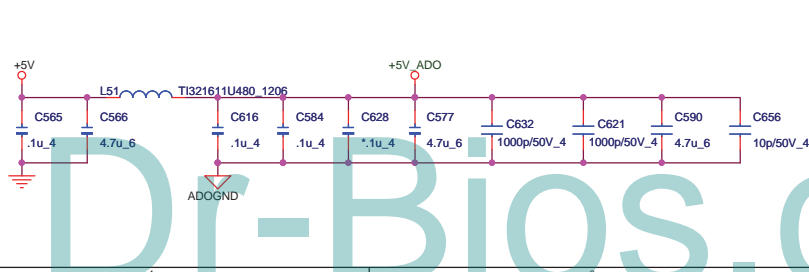 +5V
+5V_ADO
L51
TI321611U480_1206
C565
.1u_4
C566
4.7u_6
C616
.1u_4
C584
.1u_4
C628
*.1u_4
C577
4.7u_6
C632
1000p/50V_4
C621
1000p/50V_4
C590
4.7u_6
C656
10p/50V_4
ADOGND
Dr-Bios.